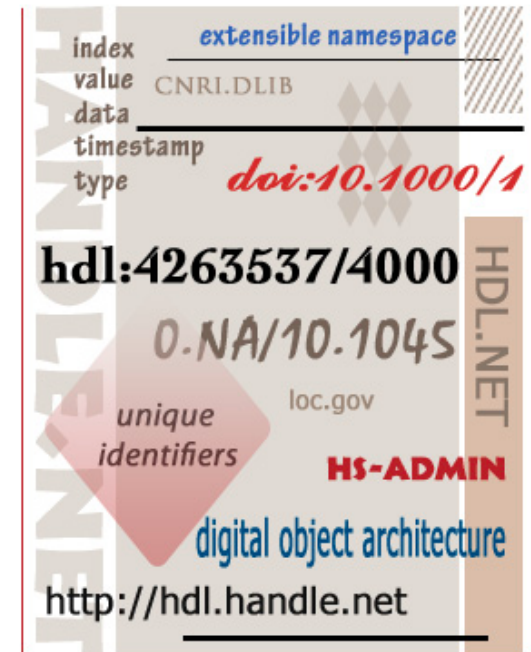 HANDLE.NET
extensible namespace
index
value
CNRI.DLIB
data
timestamp
type
doi:10.1000/1
hdl:4263537/4000
HDL.NET
0.NA/10.1045
loc.gov
unique
identifiers
HS-ADMIN
digital object architecture
http://hdl.handle.net